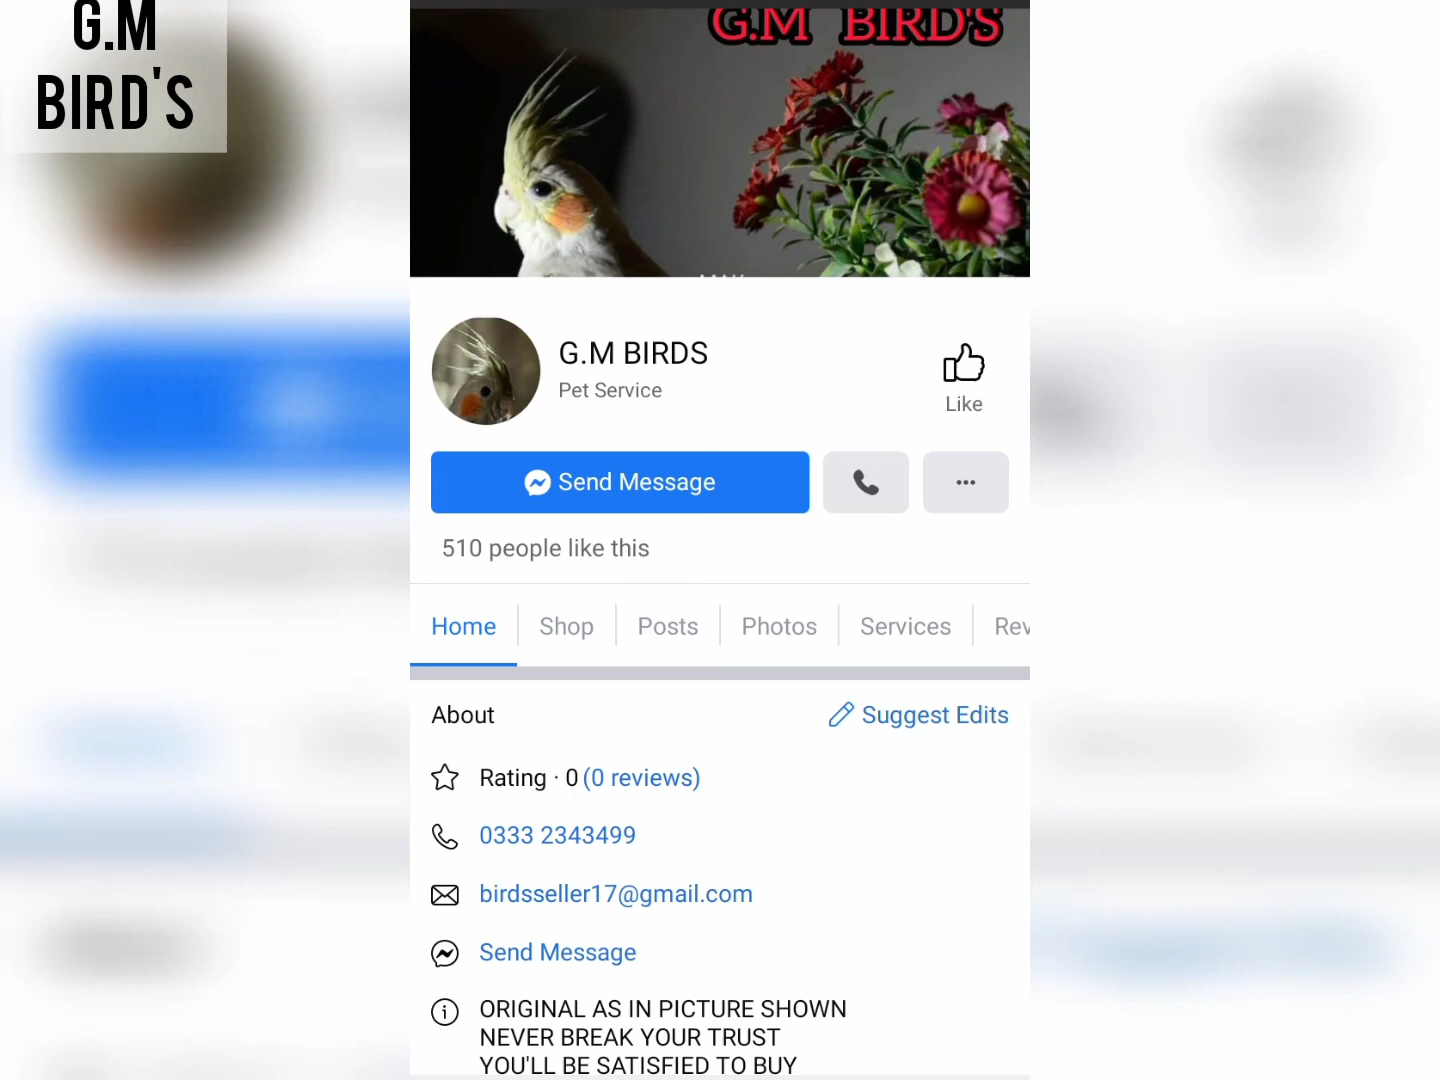 G.M
BIRD'S
G.M BIRD'S
G.M BIRDS
Pet Service
Like
Send Message
510 people like this
Home
Shop
Posts
Photos
Services
Rev
About
Suggest Edits
Rating · 0 (0 reviews)
0333 2343499
birdsseller17@gmail.com
Send Message
ORIGINAL AS IN PICTURE SHOWN
NEVER BREAK YOUR TRUST
YOU'LL BE SATISFIED TO BUY